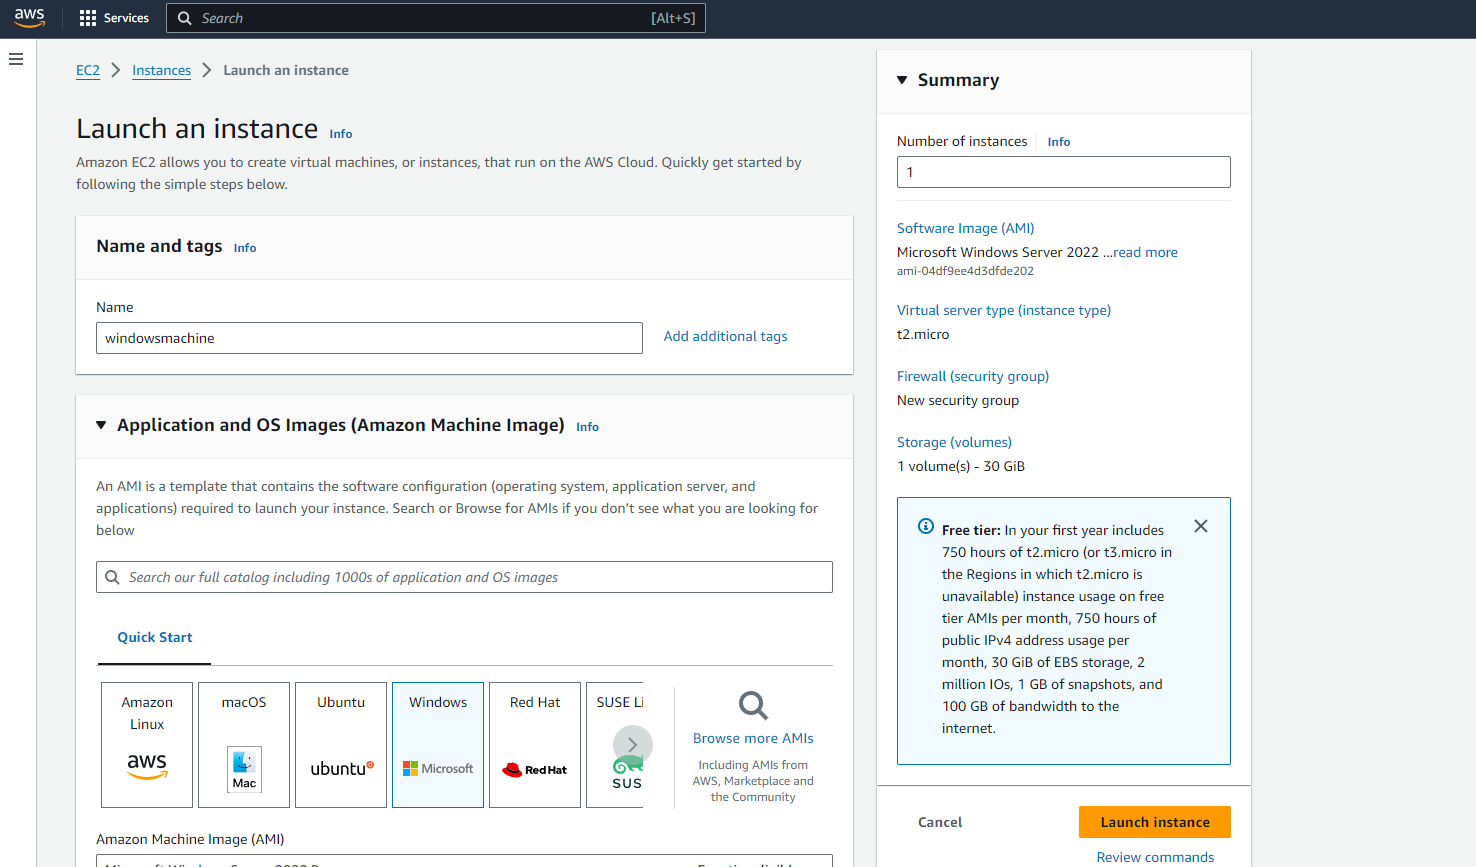 aws
Services
Search
[Alt+S]
EC2
Instances
Launch an instance
Launch an instance Info
Amazon EC2 allows you to create virtual machines, or instances, that run on the AWS Cloud. Quickly get started by
following the simple steps below.
Name and tags Info
Name
windowsmachine
Add additional tags
Application and OS Images (Amazon Machine Image) Info
An AMI is a template that contains the software configuration (operating system, application server, and
applications) required to launch your instance. Search or Browse for AMIs if you don't see what you are looking for
below
Search our full catalog including 1000s of application and OS images
Quick Start
Amazon
Linux
aws
macOS
Mac
Ubuntu
ubuntu
Windows
Microsoft
Red Hat
Red Hat
SUSE Li
SUS
Browse more AMIs
Including AMIs from
AWS, Marketplace and
the Community
Amazon Machine Image (AMI)
Summary
Number of instances Info
1
Software Image (AMI)
Microsoft Windows Server 2022 ...read more
ami-04df9ee4d3dfde202
Virtual server type (instance type)
t2.micro
Firewall (security group)
New security group
Storage (volumes)
1 volume(s) - 30 GiB
Free tier: In your first year includes
750 hours of t2.micro (or t3.micro in
the Regions in which t2.micro is
unavailable) instance usage on free
tier AMIs per month, 750 hours of
public IPv4 address usage per
month, 30 GiB of EBS storage, 2
million IOs, 1 GB of snapshots, and
100 GB of bandwidth to the
internet.
Cancel
Launch instance
Review commands